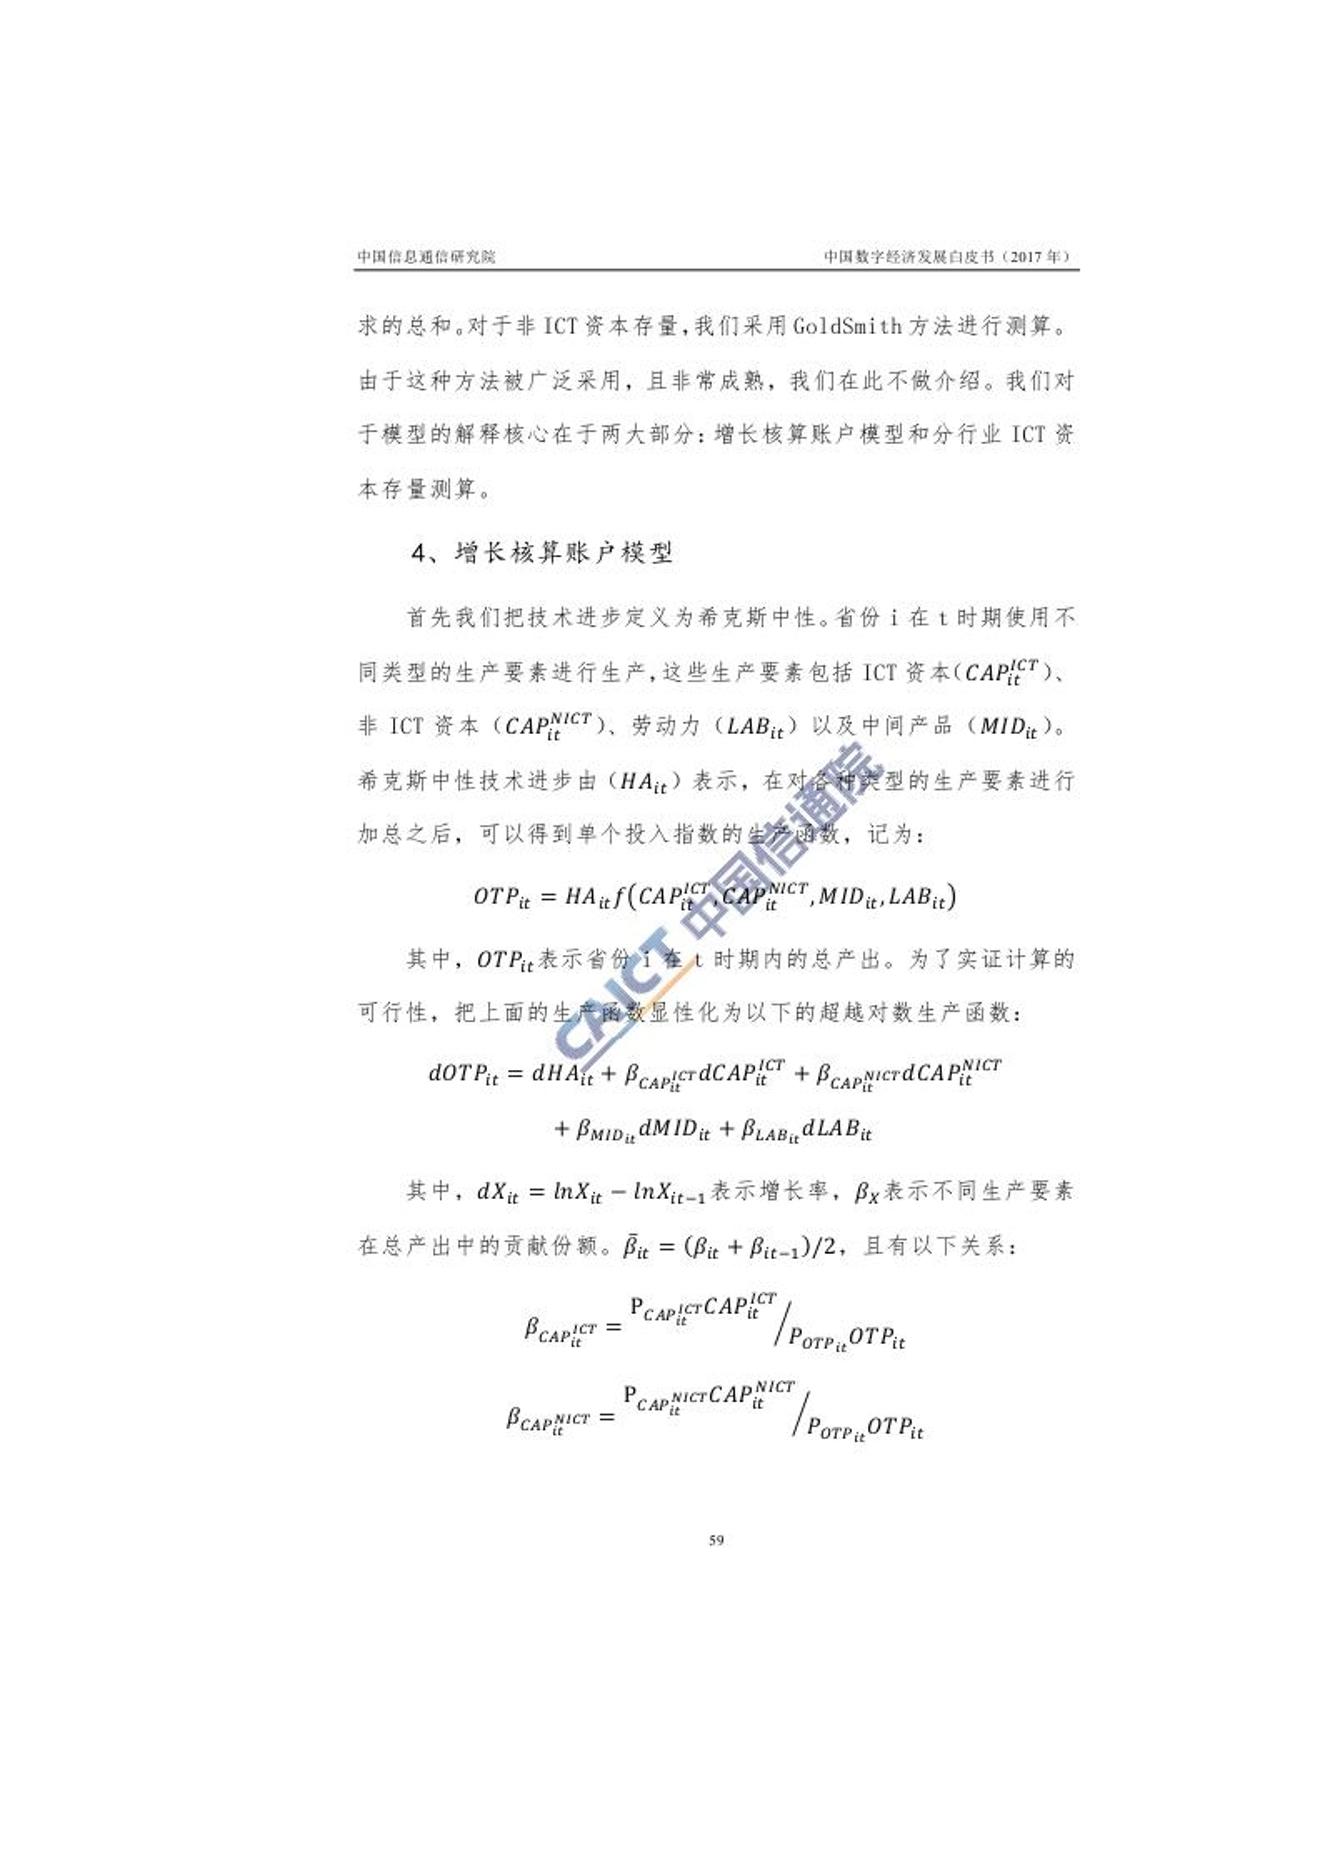 中国信息通信研究院 中国数字经济发展白皮书（2017 年）
求的总和。对于非 ICT 资本存量，我们采用 GoldSmith 方法进行测算。
由于这种方法被广泛采用，且非常成熟，我们在此不做介绍。我们对
于模型的解释核心在于两大部分：增长核算账户模型和分行业 ICT 资
本存量测算。
4、增长核算账户模型
首先我们把技术进步定义为希克斯中性。省份 i 在 t 时期使用不
同类型的生产要素进行生产，这些生产要素包括 ICT 资本（$CAP_{it}^{ICT}$）、
非 ICT 资本（$CAP_{it}^{NICT}$）、劳动力（$LAB_{it}$）以及中间产品（$MID_{it}$）。
希克斯中性技术进步由（$HA_{it}$）表示，在对各种类型的生产要素进行
加总之后，可以得到单个投入指数的生产函数，记为：
$OTP_{it} = HA_{it}f(CAP_{it}^{ICT},CAP_{it}^{NICT},MID_{it},LAB_{it})$
其中，$OTP_{it}$表示省份 i 在 t 时期内的总产出。为了实证计算的
可行性，把上面的生产函数显性化为以下的超越对数生产函数：
$dOTP_{it} = dHA_{it} + β_{CAP_{it}^{ICT}}dCAP_{it}^{ICT} + β_{CAP_{it}^{NICT}}dCAP_{it}^{NICT}$
$+ β_{MID_{it}}dMID_{it} + β_{LAB_{it}}dLAB_{it}$
其中，$dX_{it} = lnX_{it} - lnX_{it-1}$表示增长率，$β_X$表示不同生产要素
在总产出中的贡献份额。$\bar{β}_{it} = (β_{it} + β_{it-1})/2$，且有以下关系：
$β_{CAP_{it}^{ICT}} = P_{CAP_{it}^{ICT}}CAP_{it}^{ICT} / P_{OTP_{it}}OTP_{it}$
$β_{CAP_{it}^{NICT}} = P_{CAP_{it}^{NICT}}CAP_{it}^{NICT} / P_{OTP_{it}}OTP_{it}$
59
CAICT 中国信通院